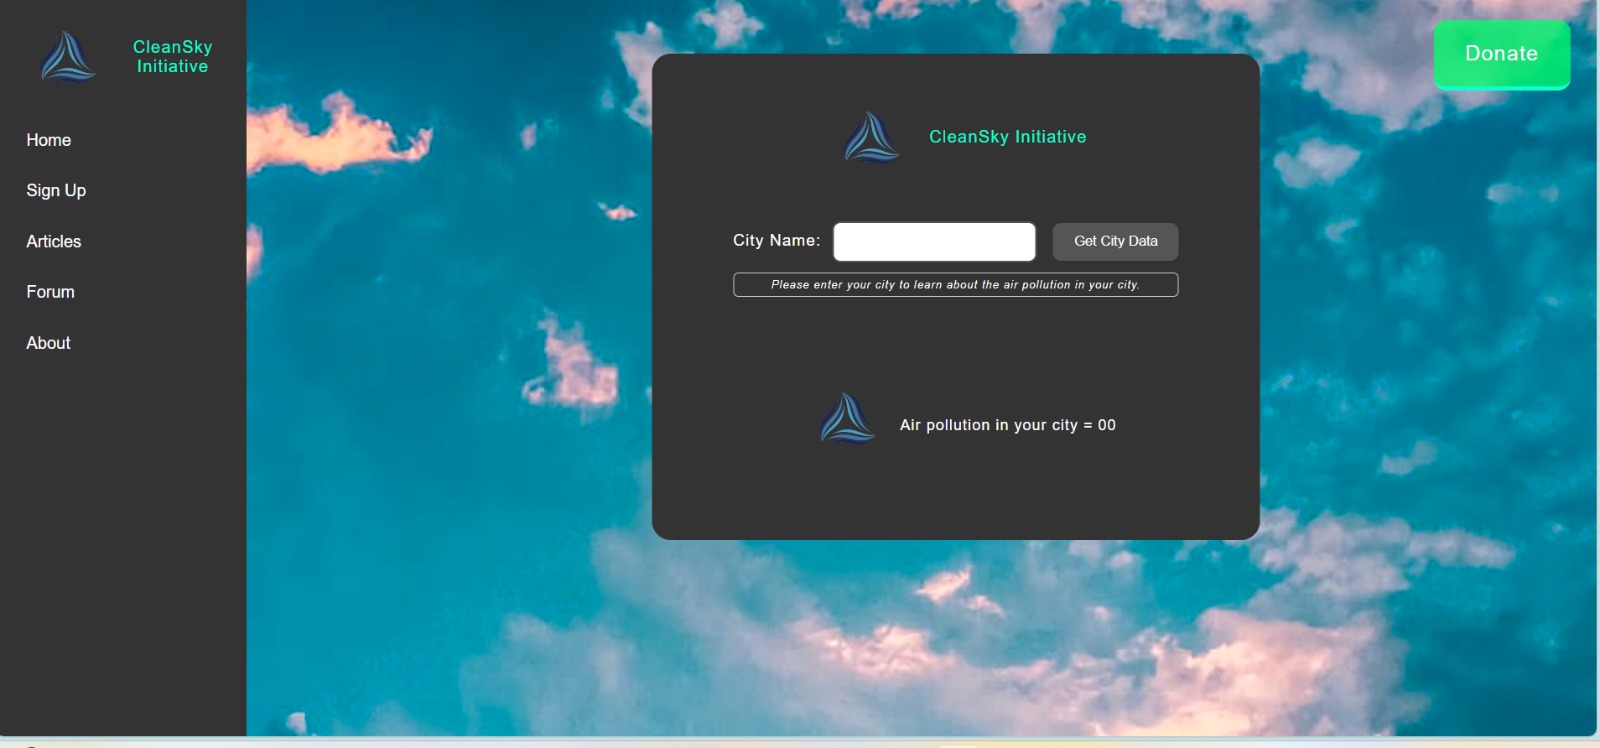 CleanSky
Initiative
Home
Sign Up
Articles
Forum
About
Donate
CleanSky Initiative
City Name:
Get City Data
Please enter your city to learn about the air pollution in your city.
Air pollution in your city = 00